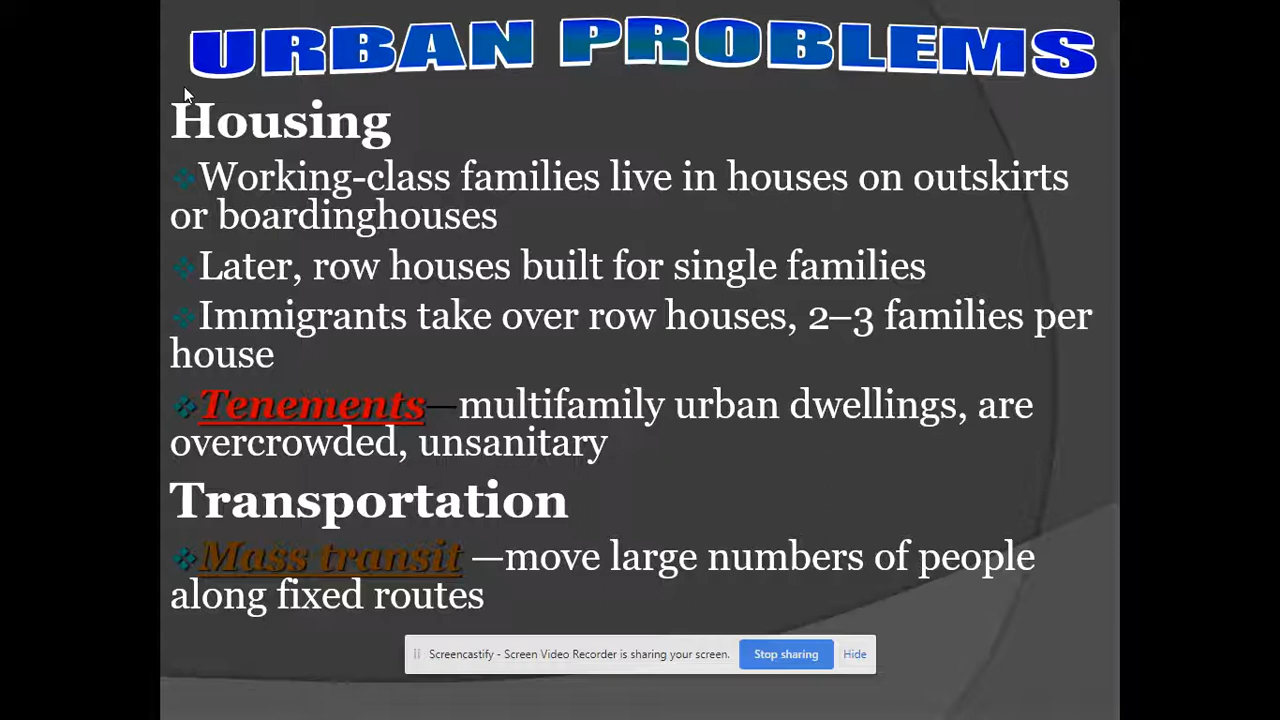 URBAN PROBLEMS
Housing
Working-class families live in houses on outskirts
or boardinghouses
Later, row houses built for single families
Immigrants take over row houses, 2–3 families per
house
Tenements—multifamily urban dwellings, are
overcrowded, unsanitary
Transportation
Mass transit —move large numbers of people
along fixed routes
Screencastify - Screen Video Recorder is sharing your screen. Stop sharing Hide